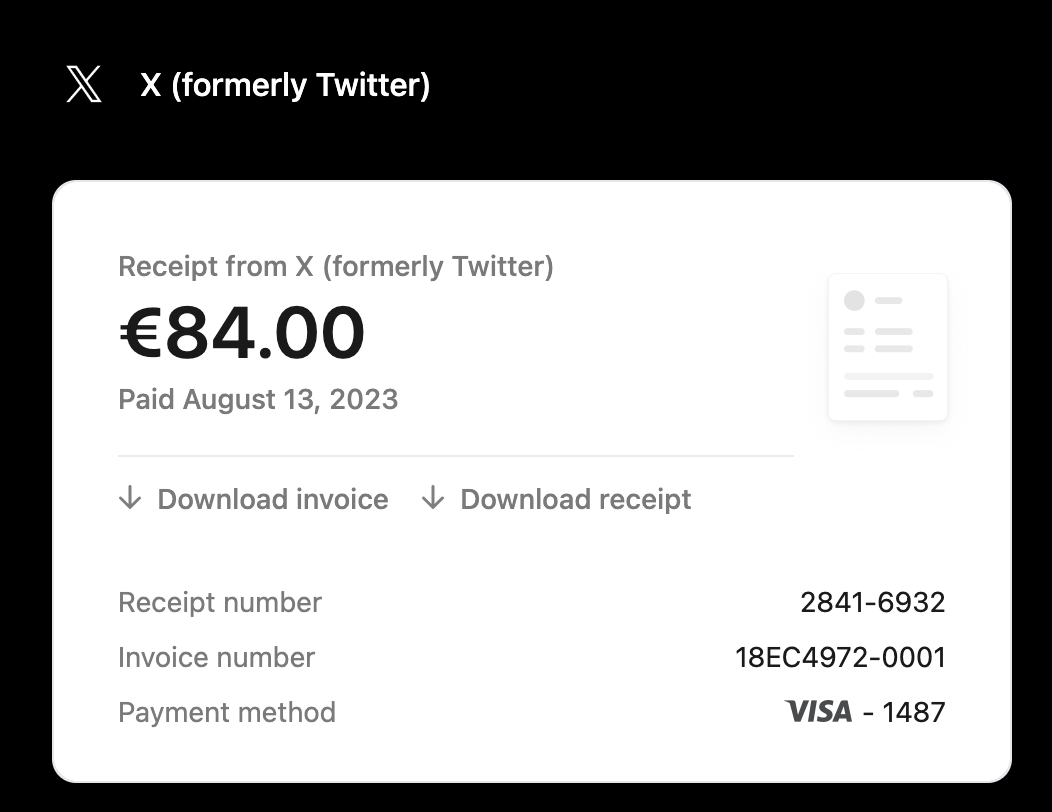 X (formerly Twitter)
Receipt from X (formerly Twitter)
€84.00
Paid August 13, 2023
Download invoice Download receipt
Receipt number 2841-6932
Invoice number 18EC4972-0001
Payment method VISA - 1487